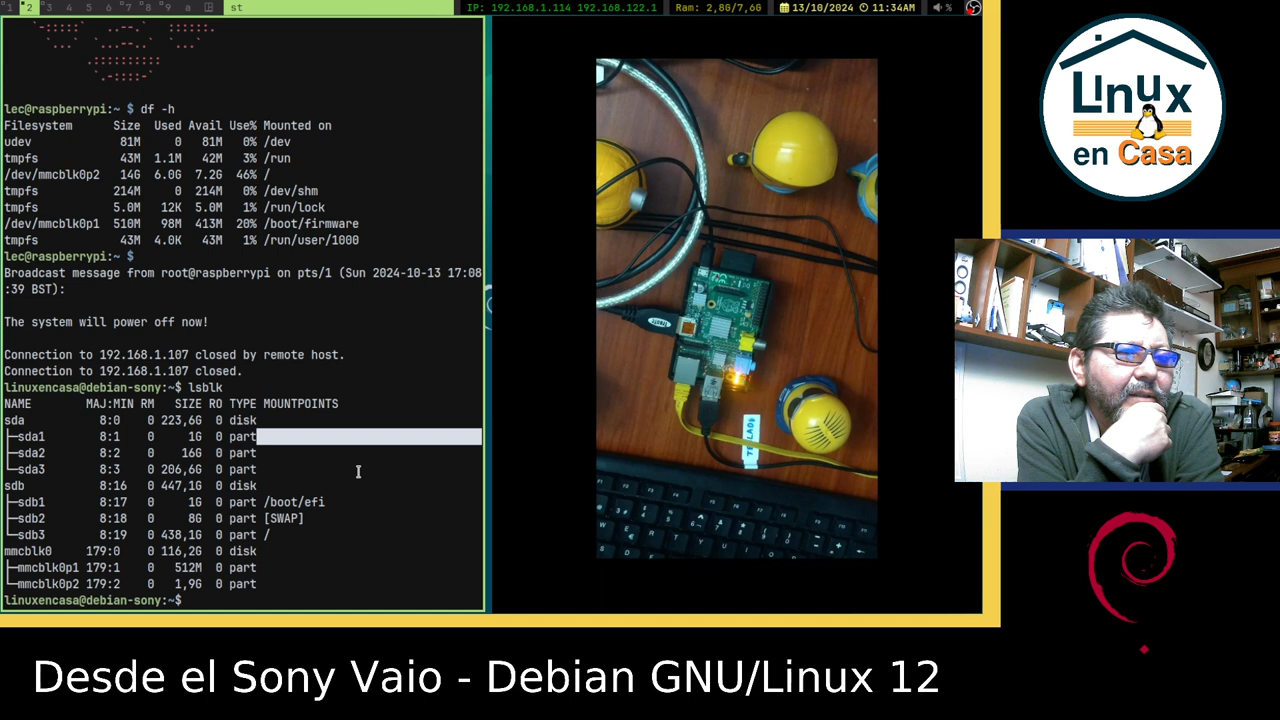 1 2 3 4 5 6 7 8 9 a st IP: 192.168.1.114 192.168.122.1 Ram: 2,8G/7,6G 13/10/2024 11:34AM %
lec@raspberrypi:~ $ df -h
Filesystem Size Used Avail Use% Mounted on
udev 81M 0 81M 0% /dev
tmpfs 43M 1.1M 42M 3% /run
/dev/mmcblk0p2 14G 6.0G 7.2G 46% /
tmpfs 214M 0 214M 0% /dev/shm
tmpfs 5.0M 12K 5.0M 1% /run/lock
/dev/mmcblk0p1 510M 98M 413M 20% /boot/firmware
tmpfs 43M 4.0K 43M 1% /run/user/1000
lec@raspberrypi:~ $
Broadcast message from root@raspberrypi on pts/1 (Sun 2024-10-13 17:08
:39 BST):
The system will power off now!
Connection to 192.168.1.107 closed by remote host.
Connection to 192.168.1.107 closed.
linuxencasa@debian-sony:~$ lsblk
NAME MAJ:MIN RM SIZE RO TYPE MOUNTPOINTS
sda 8:0 0 223,6G 0 disk
├─sda1 8:1 0 1G 0 part
├─sda2 8:2 0 16G 0 part
└─sda3 8:3 0 206,6G 0 part
sdb 8:16 0 447,1G 0 disk
├─sdb1 8:17 0 1G 0 part /boot/efi
├─sdb2 8:18 0 8G 0 part [SWAP]
└─sdb3 8:19 0 438,1G 0 part /
mmcblk0 179:0 0 116,2G 0 disk
├─mmcblk0p1 179:1 0 512M 0 part
└─mmcblk0p2 179:2 0 1,9G 0 part
linuxencasa@debian-sony:~$
Linux
en Casa
Desde el Sony Vaio - Debian GNU/Linux 12